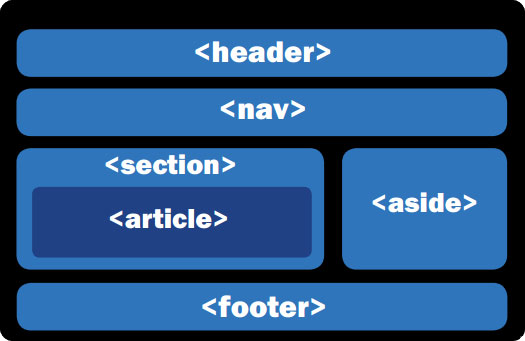 <header>
<nav>
<section>
<article>
<aside>
<footer>